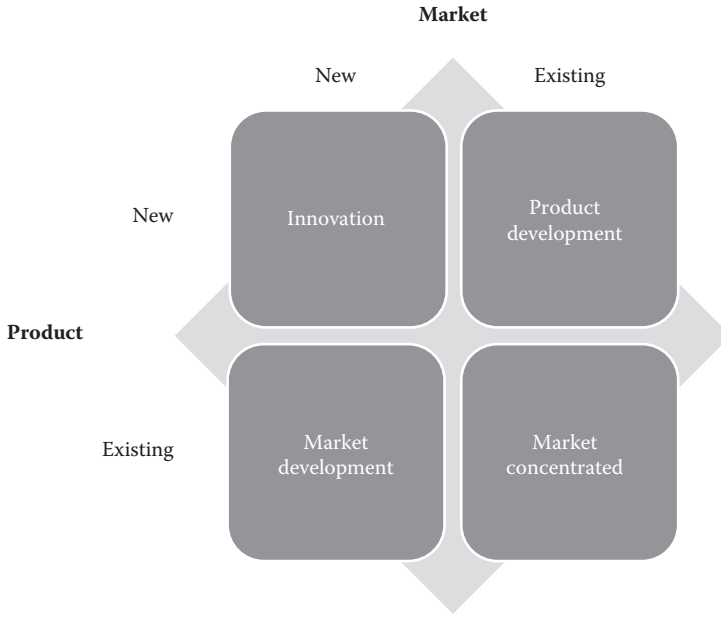 Market
New
Existing
New
Innovation
Product
development
Product
Existing
Market
development
Market
concentrated